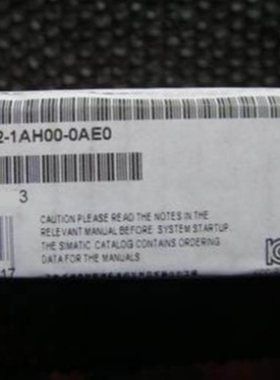 2-1AH00-0AE0
3
CAUTION PLEASE READ THE NOTES IN THE
RELEVANT MANUAL BEFORE SYSTEM STARTUP
THE SIMATIC CATALOG CONTAINS ORDERING
DATA FOR THE MANUALS
17